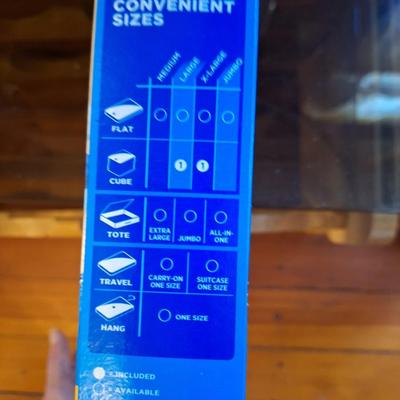 CONVENIENT
SIZES
MEDIUM LARGE X-LARGE JUMBO
FLAT
CUBE 1 1
TOTE EXTRA LARGE JUMBO ALL-IN-ONE
TRAVEL CARRY-ON ONE SIZE SUITCASE ONE SIZE
HANG ONE SIZE
= INCLUDED
= AVAILABLE